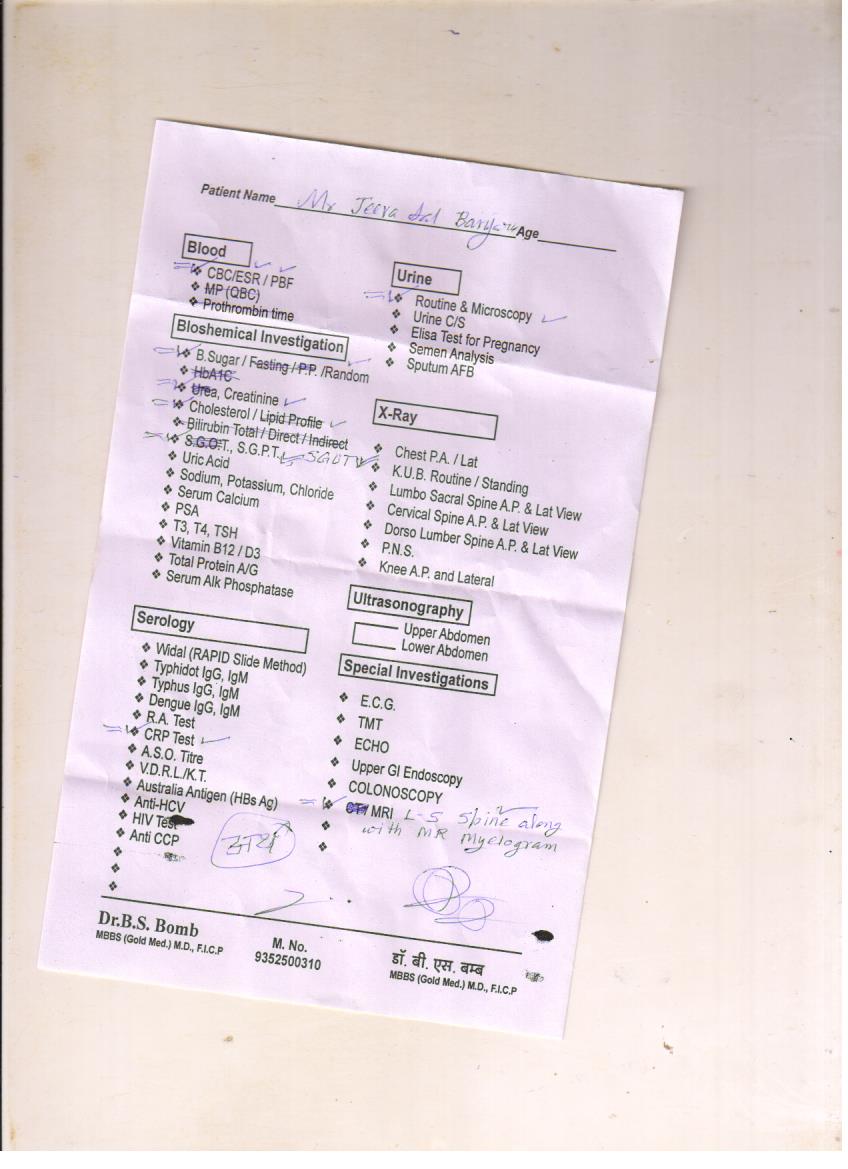 Patient Name Mr Jeeva Lal Age
Blood
CBC/ESR / PBF
MP (QBC)
Prothrombin time
Bioshemical Investigation
B.Sugar / Fasting / P.P. /Random
HbA1C
Urea, Creatinine
Cholesterol / Lipid Profile
Bilirubin Total / Direct / Indirect
S.G.O.T., S.G.P.T. SGOT
Uric Acid
Sodium, Potassium, Chloride
Serum Calcium
PSA
T3, T4, TSH
Vitamin B12 / D3
Total Protein A/G
Serum Alk Phosphatase
Serology
Widal (RAPID Slide Method)
Typhidot IgG, IgM
Typhus IgG, IgM
Dengue IgG, IgM
R.A. Test
CRP Test
A.S.O. Titre
V.D.R.L./K.T.
Australia Antigen (HBs Ag)
Anti-HCV
HIV Test
Anti CCP
Urine
Routine & Microscopy
Urine C/S
Elisa Test for Pregnancy
Semen Analysis
Sputum AFB
X-Ray
Chest P.A. / Lat
K.U.B. Routine / Standing
Lumbo Sacral Spine A.P. & Lat View
Cervical Spine A.P. & Lat View
Dorso Lumber Spine A.P. & Lat View
P.N.S.
Knee A.P. and Lateral
Ultrasonography
Upper Abdomen
Lower Abdomen
Special Investigations
E.C.G.
TMT
ECHO
Upper GI Endoscopy
COLONOSCOPY
CT/ MRI L-S Spine along
with MR Myelogram
Dr.B.S. Bomb
MBBS (Gold Med.) M.D., F.I.C.P
M. No.
9352500310
डॉ. बी. एस. बम्ब
MBBS (Gold Med.) M.D., F.I.C.P